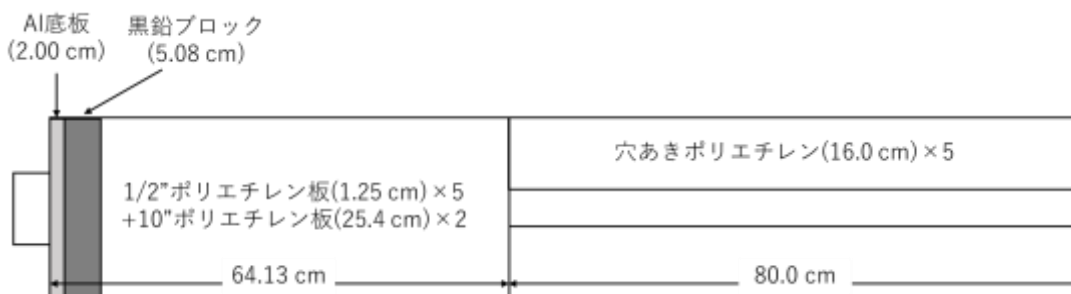 Al底板
(2.00 cm)
黒鉛ブロック
(5.08 cm)
穴あきポリエチレン(16.0 cm)×5
1/2”ポリエチレン板(1.25 cm)×5
+10”ポリエチレン板(25.4 cm)×2
64.13 cm
80.0 cm